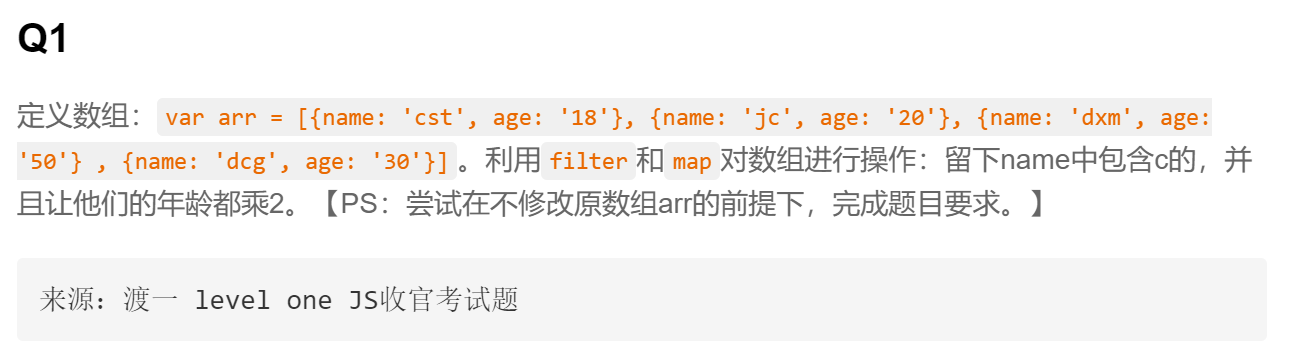 Q1
定义数组：var arr = [{name: 'cst', age: '18'}, {name: 'jc', age: '20'}, {name: 'dxm', age:
'50'} , {name: 'dcg', age: '30'}]。利用filter和map对数组进行操作：留下name中包含c的，并
且让他们的年龄都乘2。【PS：尝试在不修改原数组arr的前提下，完成题目要求。】
来源：渡一 level one JS收官考试题